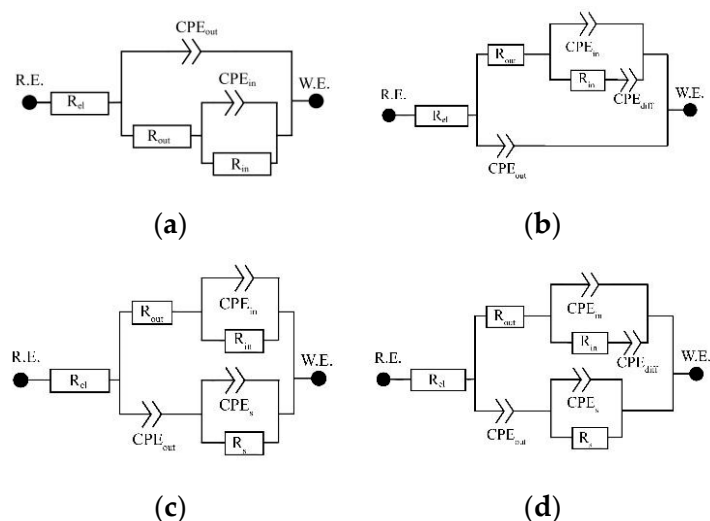 CPEout
R.E.
Rel
CPEin
W.E.
Rout
Rin
(a)
Rout
CPEin
R.E.
Rin
CPEdiff
W.E.
Rel
CPEout
(b)
CPEin
Rout
R.E.
Rin
W.E.
Rel
CPEs
CPEout
Rs
(c)
CPEin
Rout
R.E.
Rin
CPEdiff
W.E.
Rel
CPEs
CPEout
Rs
(d)